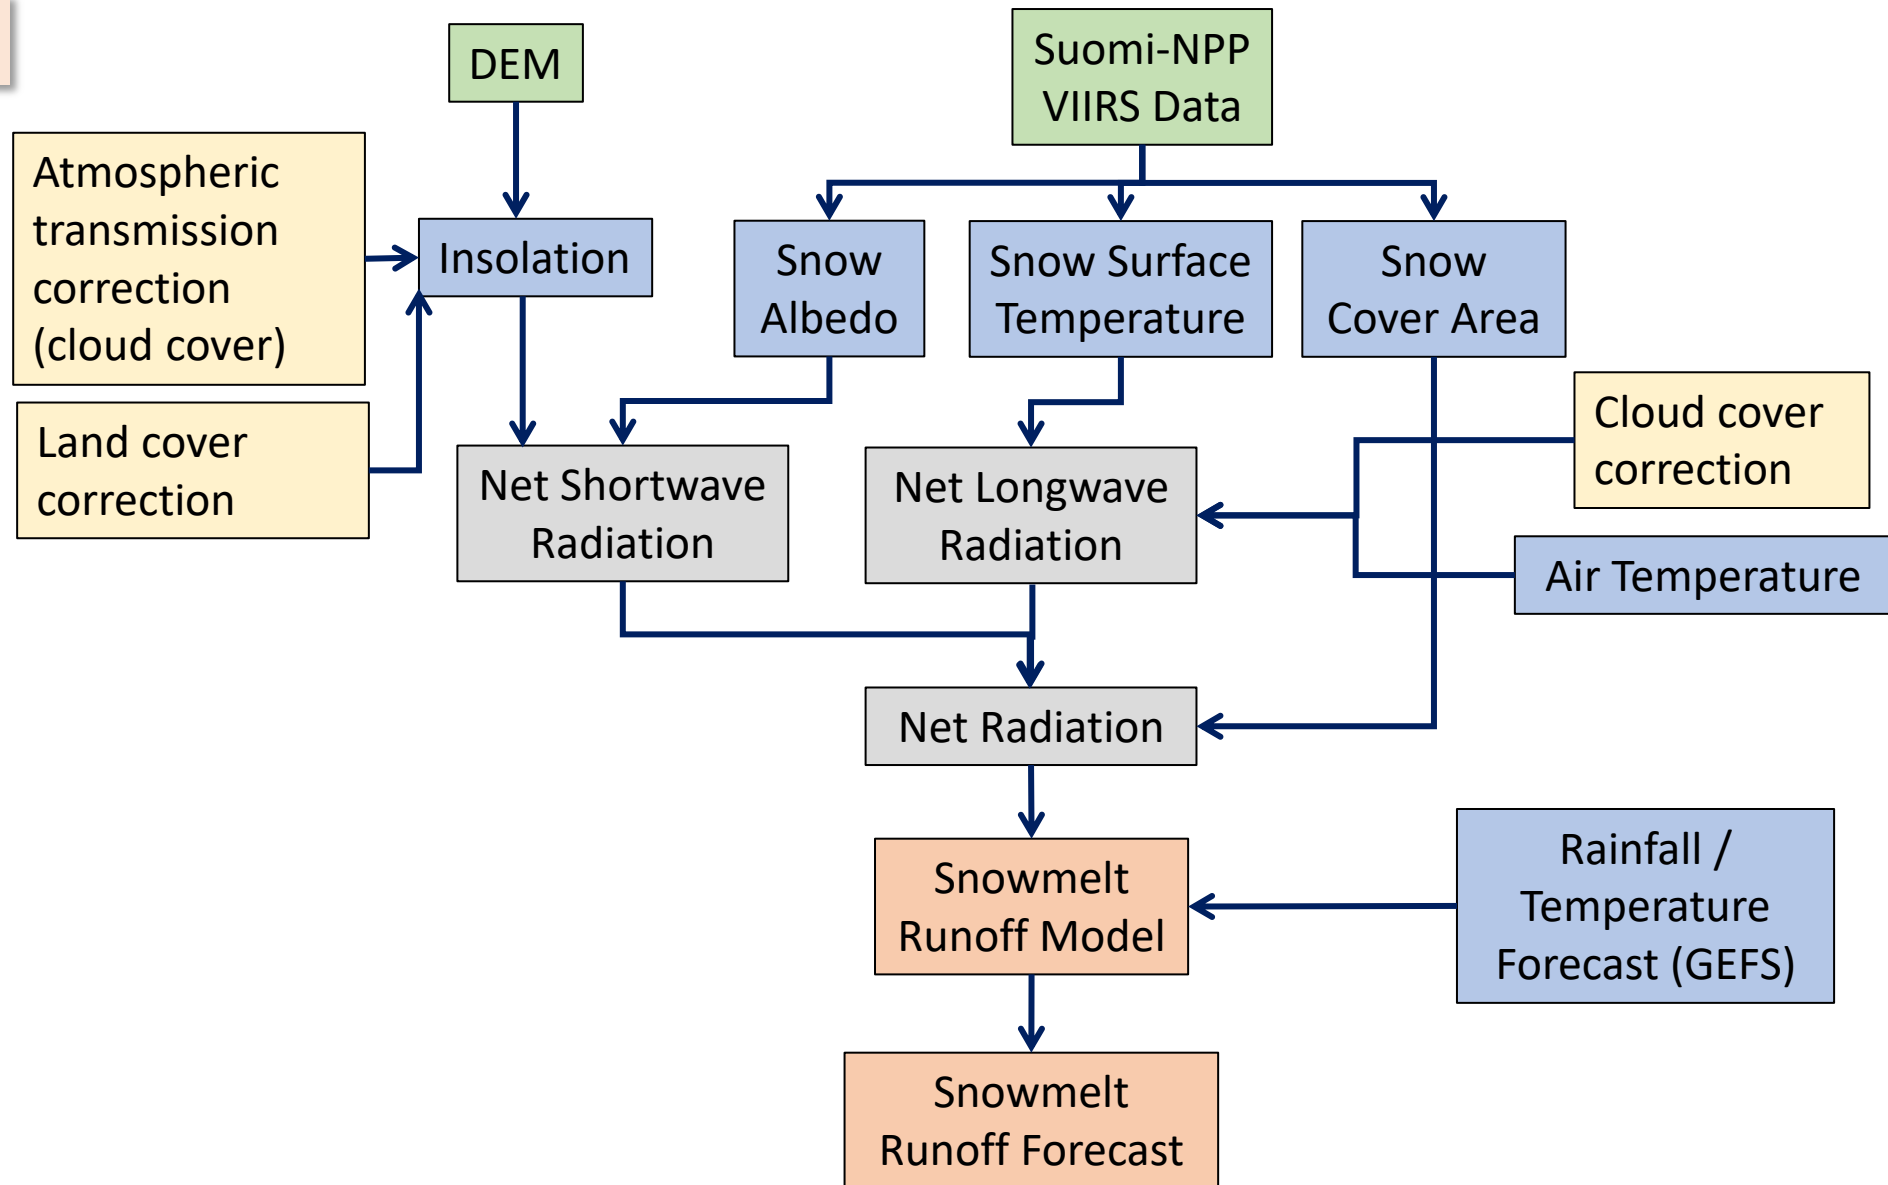 DEM
Suomi-NPP
VIIRS Data
Atmospheric
transmission
correction
(cloud cover)
Insolation
Snow
Albedo
Snow Surface
Temperature
Snow
Cover Area
Land cover
correction
Net Shortwave
Radiation
Net Longwave
Radiation
Cloud cover
correction
Air Temperature
Net Radiation
Snowmelt
Runoff Model
Rainfall /
Temperature
Forecast (GEFS)
Snowmelt
Runoff Forecast